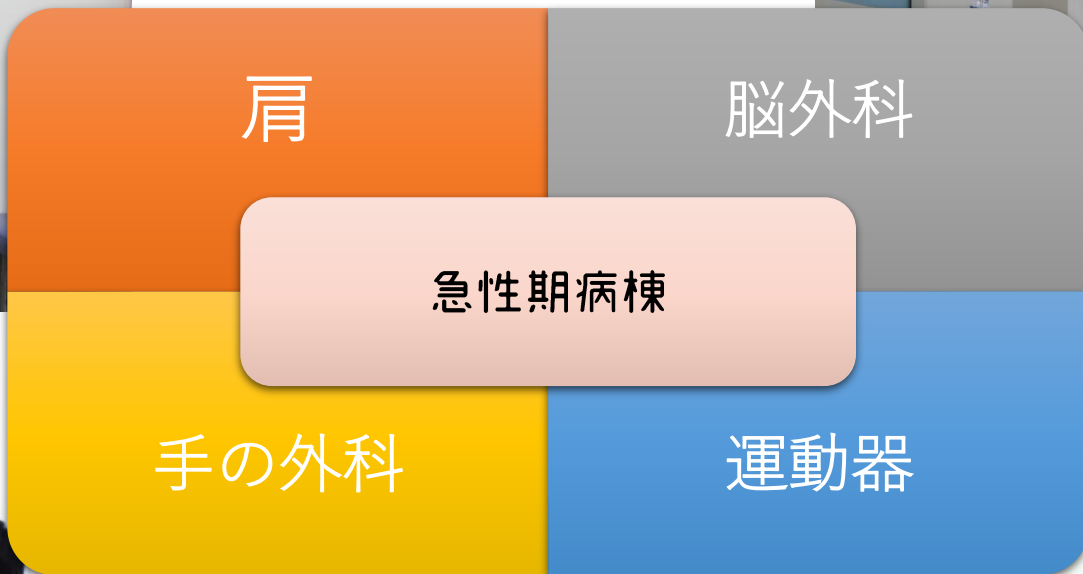 肩
脳外科
急性期病棟
手の外科
運動器